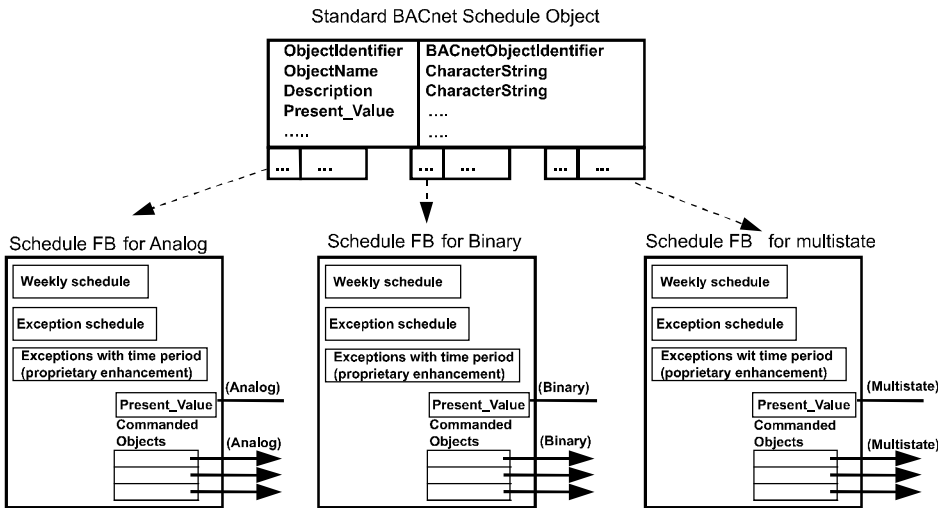 Standard BACnet Schedule Object
ObjectIdentifier BACnetObjectIdentifier
ObjectName CharacterString
Description CharacterString
Present_Value ....
..... ....
... ... ... ... ... ...
Schedule FB for Analog
Weekly schedule
Exception schedule
Exceptions with time period
(proprietary enhancement)
(Analog)
Present_Value
Commanded
Objects
(Analog)
Schedule FB for Binary
Weekly schedule
Exception schedule
Exceptions with time period
(proprietary enhancement)
(Binary)
Present_Value
Commanded
Objects
(Binary)
Schedule FB for multistate
Weekly schedule
Exception schedule
Exceptions wit time period
(poprietary enhancement)
(Multistate)
Present_Value
Commanded
Objects
(Multistate)